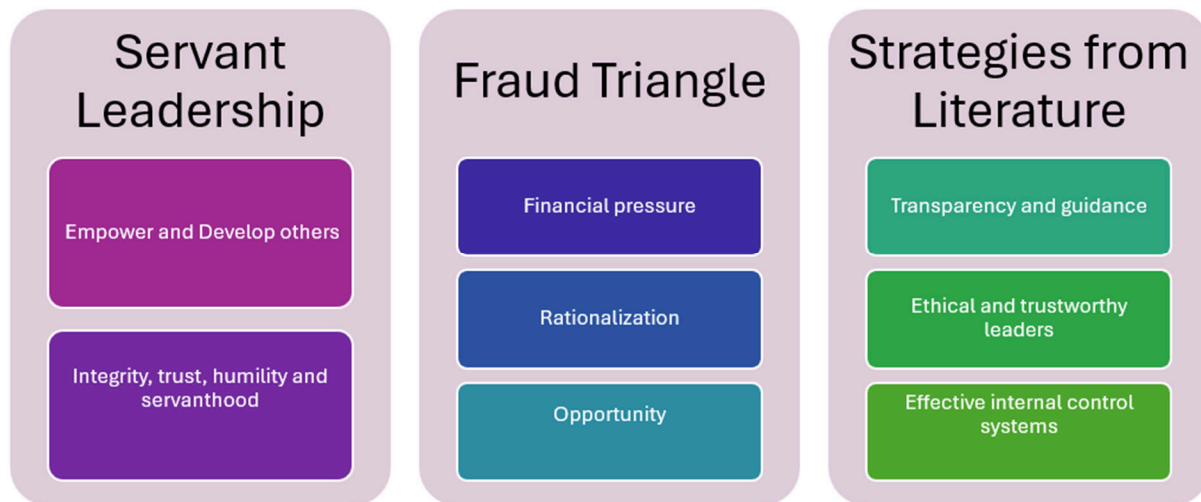 Servant
Leadership
Empower and Develop others
Integrity, trust, humility and
servanthood
Fraud Triangle
Financial pressure
Rationalization
Opportunity
Strategies from
Literature
Transparency and guidance
Ethical and trustworthy
leaders
Effective internal control
systems